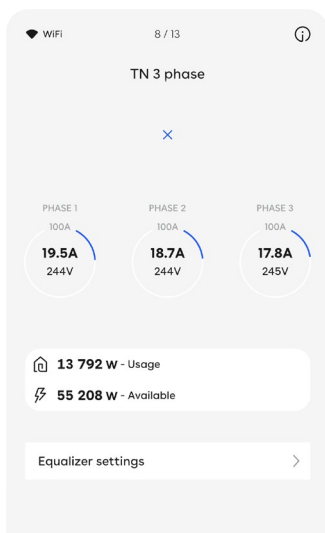 WiFi
8 / 13
TN 3 phase
PHASE 1
PHASE 2
PHASE 3
100A
100A
100A
19.5A
18.7A
17.8A
244V
244V
245V
13 792 W - Usage
55 208 W - Available
Equalizer settings